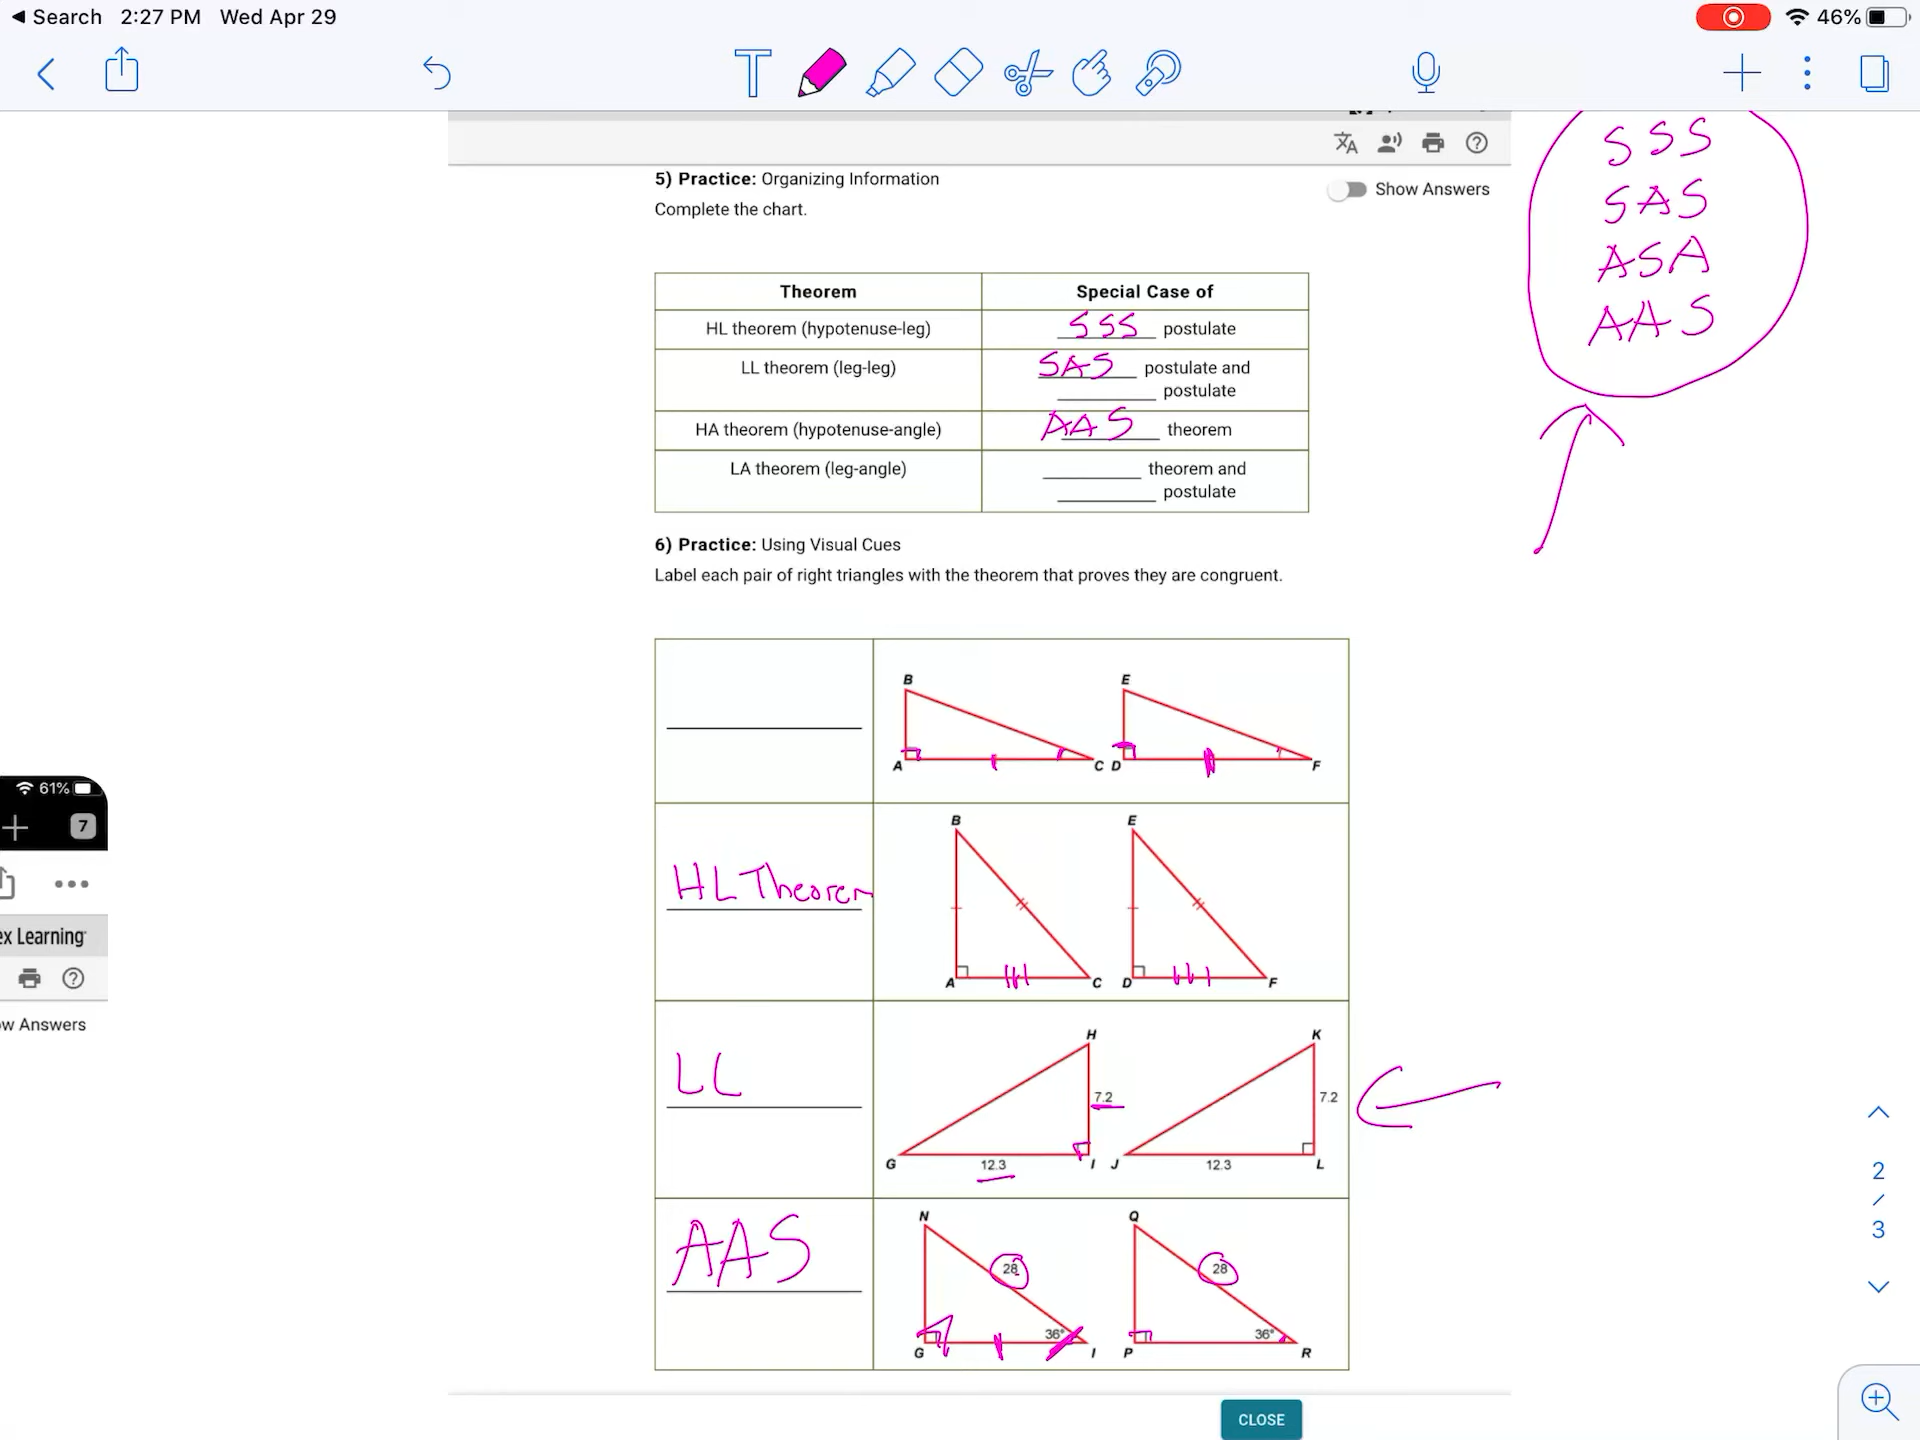 Search 2:27 PM Wed Apr 29 46%
T
Show Answers
5) Practice: Organizing Information
Complete the chart.
Theorem Special Case of
HL theorem (hypotenuse-leg) SSS postulate
LL theorem (leg-leg) SAS postulate and
postulate
HA theorem (hypotenuse-angle) AAS theorem
LA theorem (leg-angle) theorem and
postulate
SSS
SAS
ASA
AAS
6) Practice: Using Visual Cues
Label each pair of right triangles with the theorem that proves they are congruent.
B E
A C D F
HL Theorem
B E
A C D F
LL
H K
7.2 7.2
G 12.3 I J 12.3 L
AAS
N Q
28 28
36° 36°
G I P R
CLOSE
61%
7
ex Learning
ow Answers
2
/
3